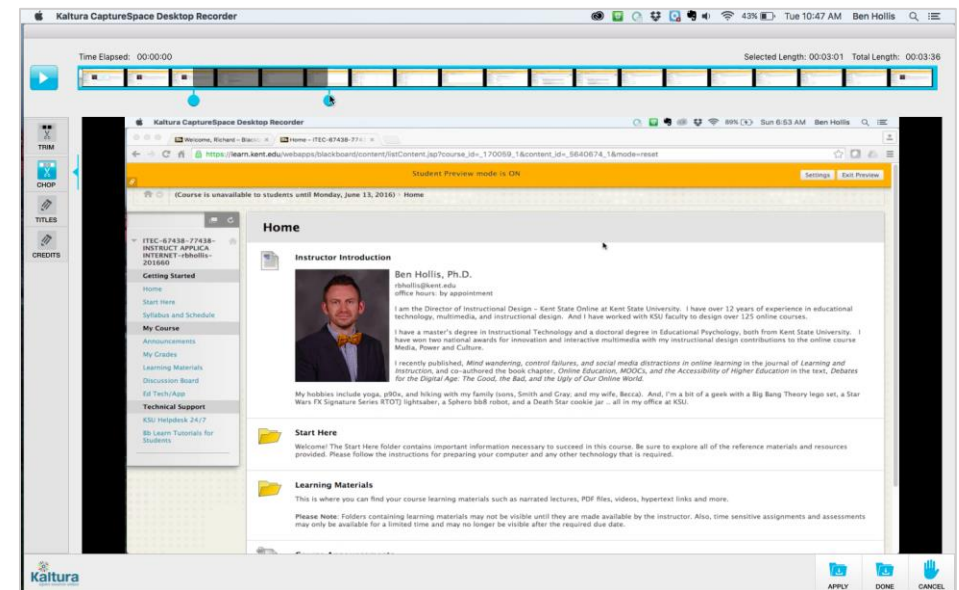 Kaltura CaptureSpace Desktop Recorder
43% Tue 10:47 AM Ben Hollis
Time Elapsed: 00:00:00
Selected Length: 00:03:01 Total Length: 00:03:36
TRIM
CHOP
TITLES
CREDITS
Kaltura CaptureSpace Desktop Recorder
89% Sun 6:53 AM Ben Hollis
Welcome, Richard –
Home – ITEC-67438-774
https://learn.kent.edu/webapps/blackboard/content/listContent.jsp?course_id=_170059_1&content_id=_5640674_1&mode=reset
Student Preview mode is ON
Settings Exit Preview
(Course is unavailable to students until Monday, June 13, 2016) Home
ITEC-67438-77438-
INSTRUCT APPLICA
INTERNET-rbhollis-
201660
Getting Started
Home
Start Here
Syllabus and Schedule
My Course
Announcements
My Grades
Learning Materials
Discussion Board
Ed Tech/App
Technical Support
KSU Helpdesk 24/7
Bb Learn Tutorials for
Students
Home
Instructor Introduction
Ben Hollis, Ph.D.
rbhollis@kent.edu
office hours: by appointment
I am the Director of Instructional Design – Kent State Online at Kent State University. I have over 12 years of experience in educational
technology, multimedia, and instructional design. And I have worked with KSU faculty to design over 125 online courses.
I have a master's degree in Instructional Technology and a doctoral degree in Educational Psychology, both from Kent State University. I
have won two national awards for innovation and interactive multimedia with my instructional design contributions to the online course
Media, Power and Culture.
I recently published, Mind wandering, control failures, and social media distractions in online learning in the journal of Learning and
Instruction, and co-authored the book chapter, Online Education, MOOCs, and the Accessibility of Higher Education in the text, Debates
for the Digital Age: The Good, the Bad, and the Ugly of Our Online World.
My hobbies include yoga, p90x, and hiking with my family (sons, Smith and Gray; and my wife, Becca). And, I'm a bit of a geek with a Big Bang Theory lego set, a Star
Wars FX Signature Series lightsaber, a Sphero bb8 robot, and a Death Star cookie jar .. all in my office at KSU.
Start Here
Welcome! The Start Here folder contains important information necessary to succeed in this course. Be sure to explore all of the reference materials and resources
provided. Please follow the instructions for preparing your computer and any other technology that is required.
Learning Materials
This is where you can find your course learning materials such as narrated lectures, PDF files, videos, hypertext links and more.
Please Note: Folders containing learning materials may not be visible until they are made available by the instructor. Also, time sensitive assignments and assessments
may only be available for a limited time and may no longer be visible after the required due date.
Kaltura
APPLY DONE CANCEL